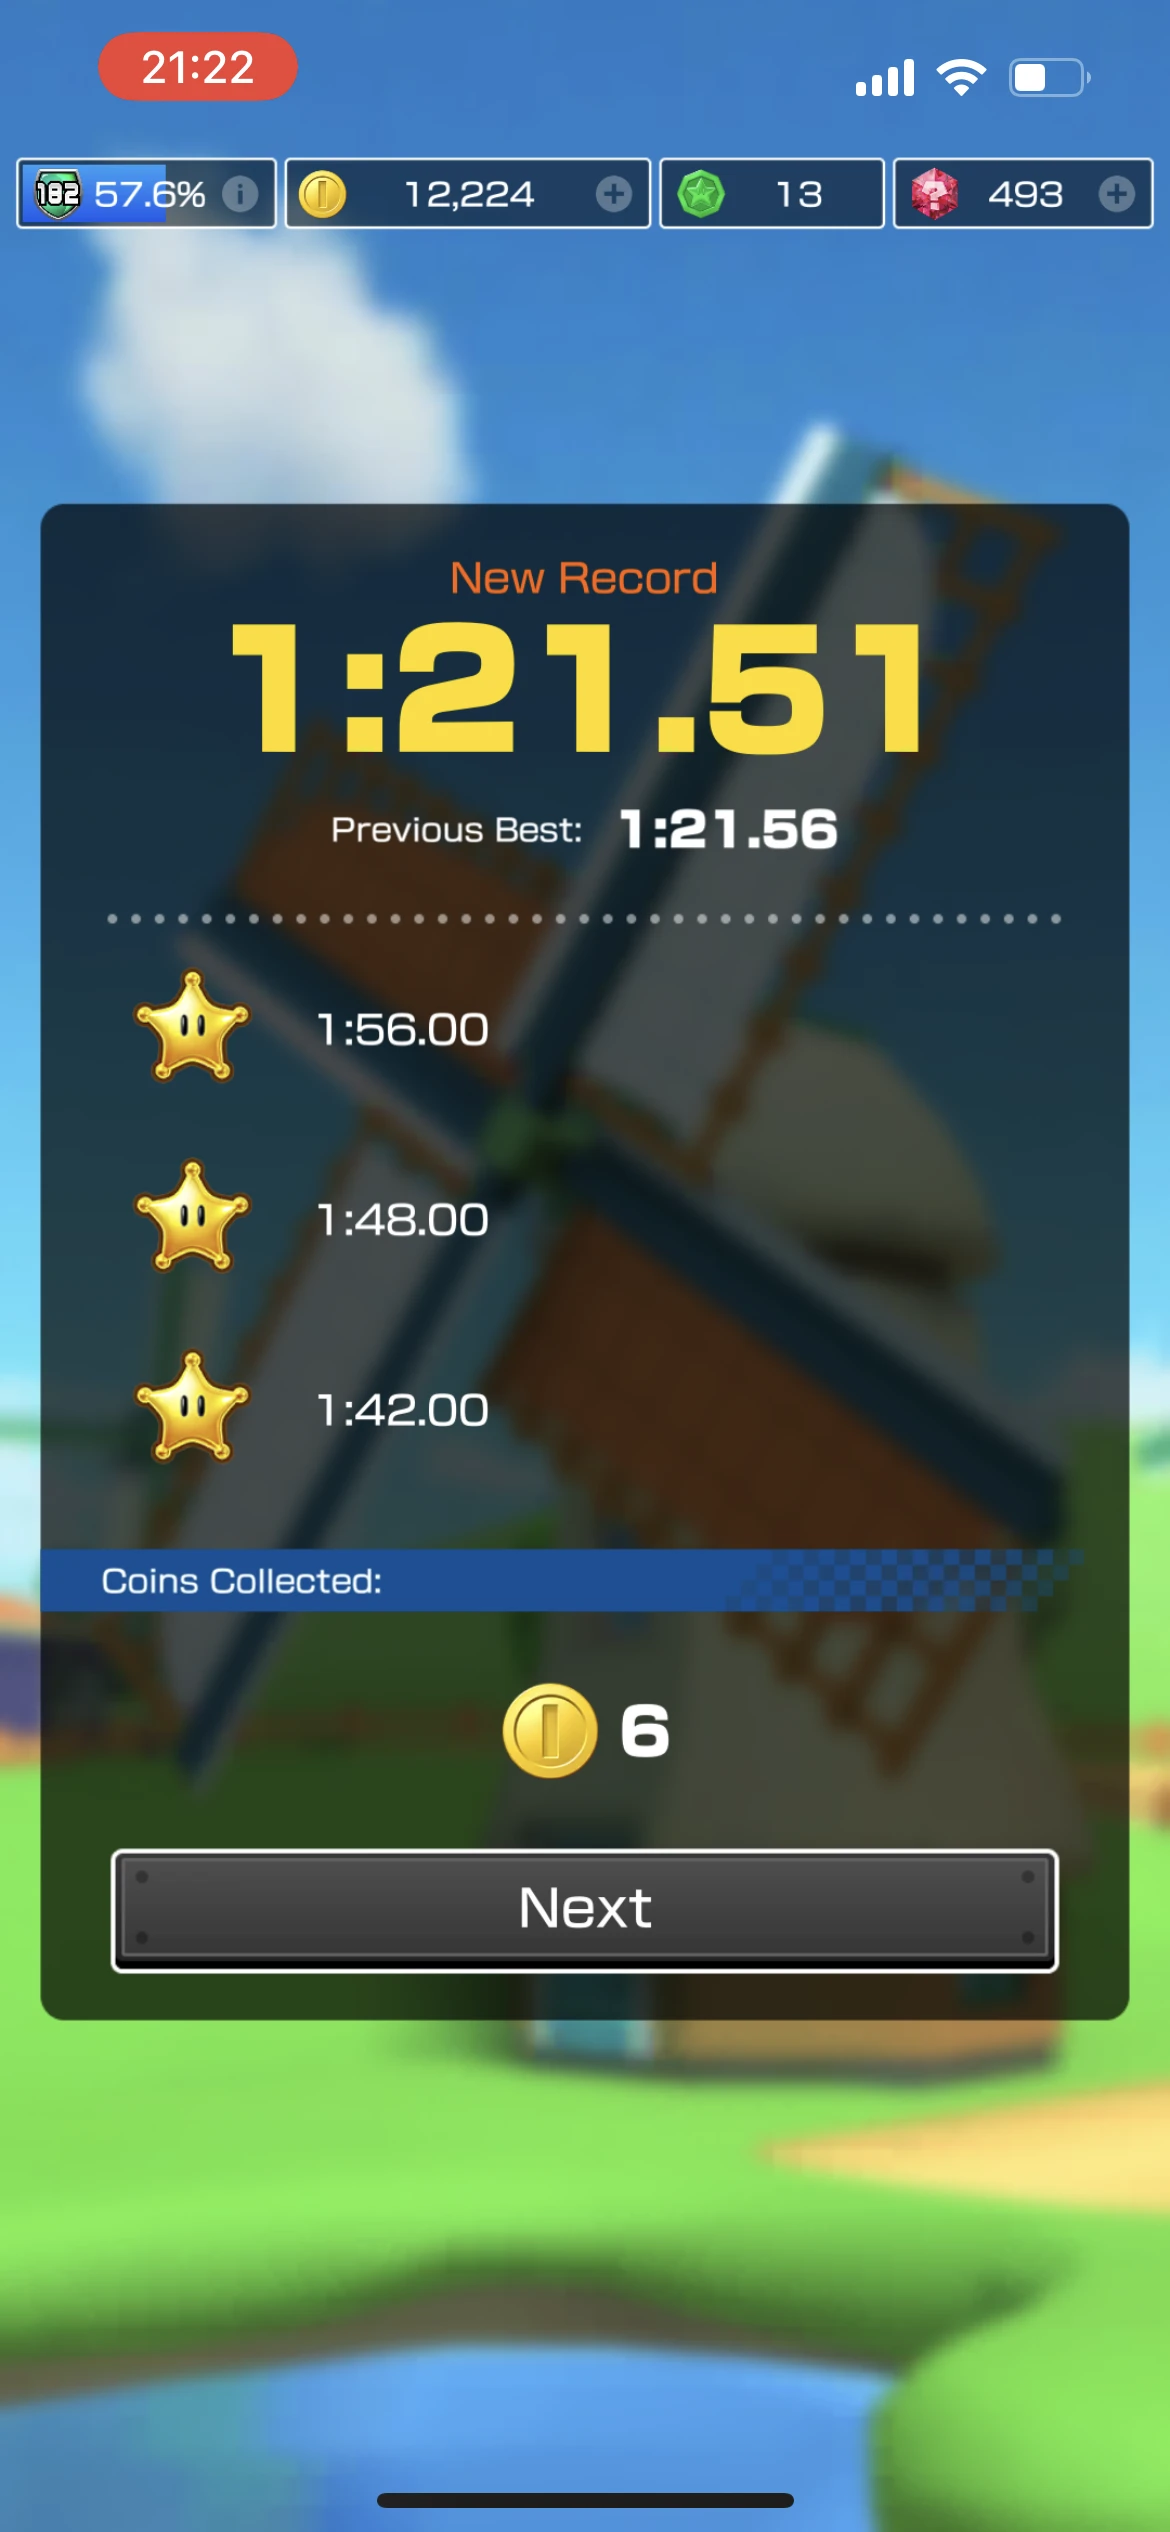 21:22
182 57.6% i 12,224 + 13 493 +
New Record
1:21.51
Previous Best: 1:21.56
1:56.00
1:48.00
1:42.00
Coins Collected:
6
Next